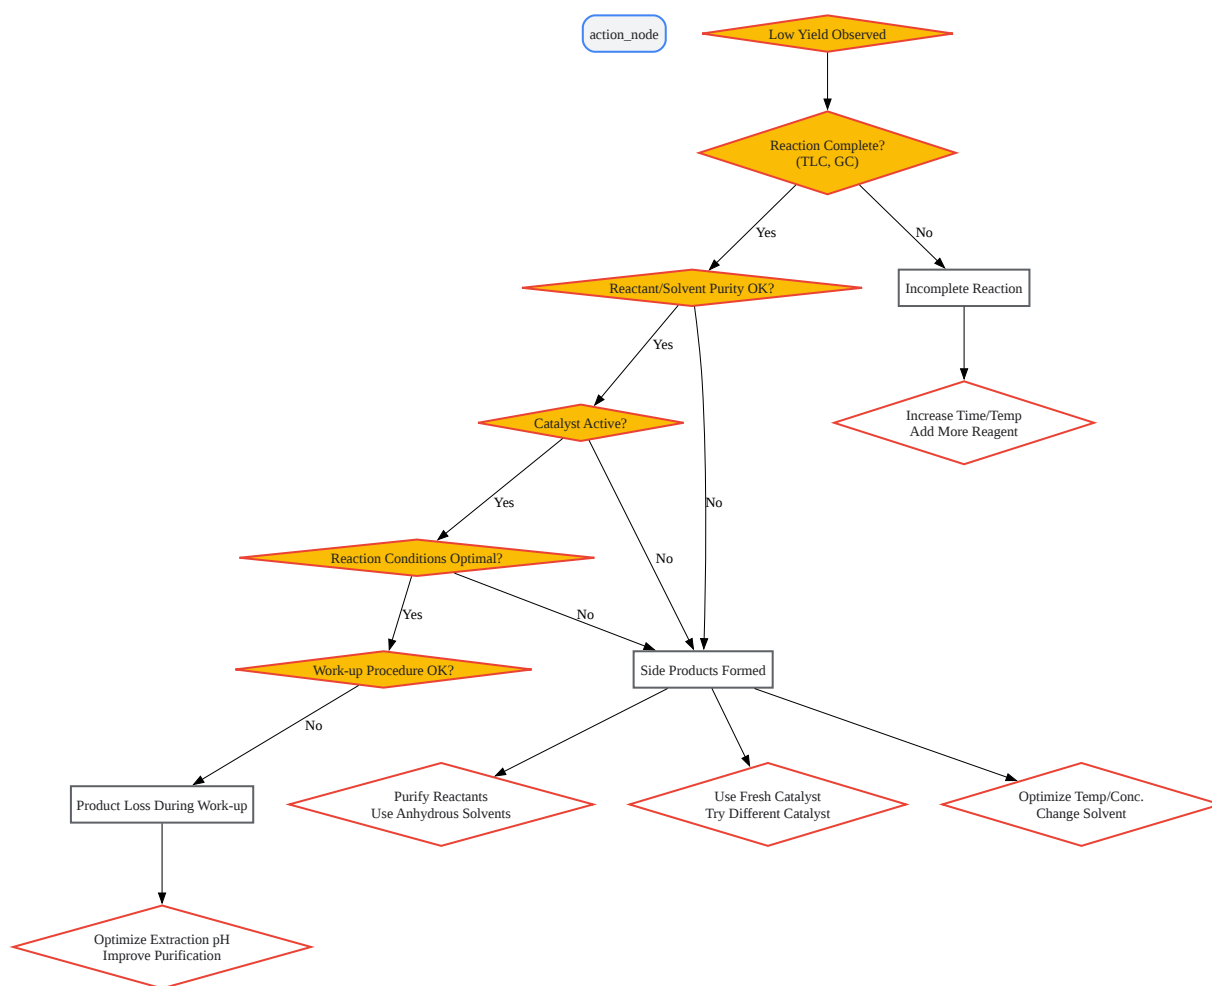 action_node
Low Yield Observed
Reaction Complete?
(TLC, GC)
Yes
No
Reactant/Solvent Purity OK?
Incomplete Reaction
Yes
Increase Time/Temp
Add More Reagent
Catalyst Active?
Yes
No
Reaction Conditions Optimal?
No
Yes
No
Work-up Procedure OK?
Side Products Formed
No
Product Loss During Work-up
Purify Reactants
Use Anhydrous Solvents
Use Fresh Catalyst
Try Different Catalyst
Optimize Temp/Conc.
Change Solvent
Optimize Extraction pH
Improve Purification